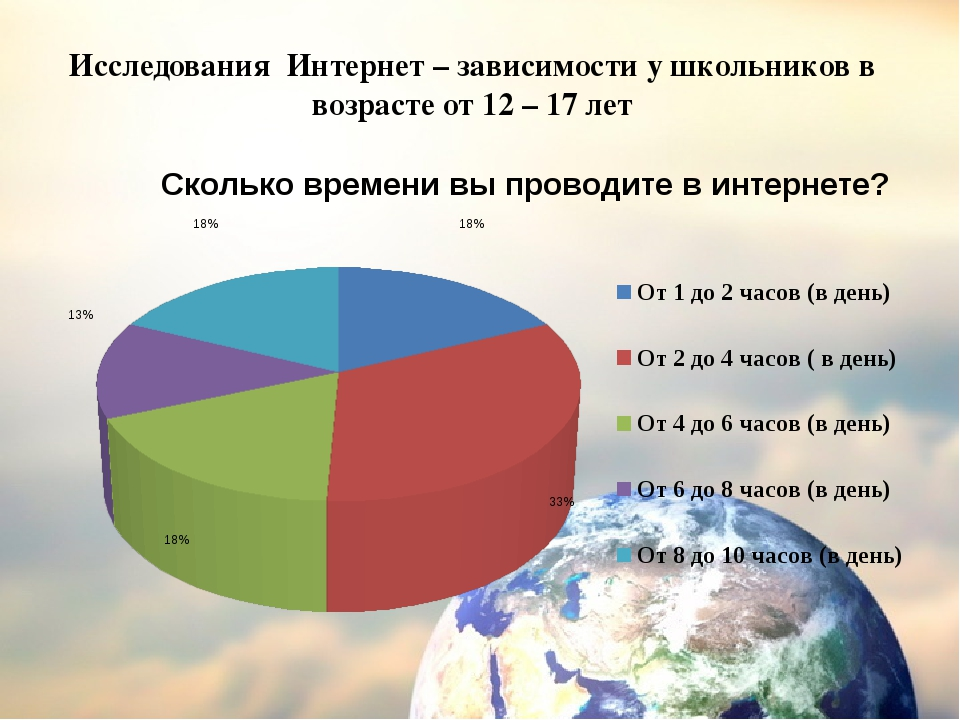 Исследования Интернет – зависимости у школьников в
возрасте от 12 – 17 лет
Сколько времени вы проводите в интернете?
18%
18%
13%
33%
18%
От 1 до 2 часов (в день)
От 2 до 4 часов ( в день)
От 4 до 6 часов (в день)
От 6 до 8 часов (в день)
От 8 до 10 часов (в день)